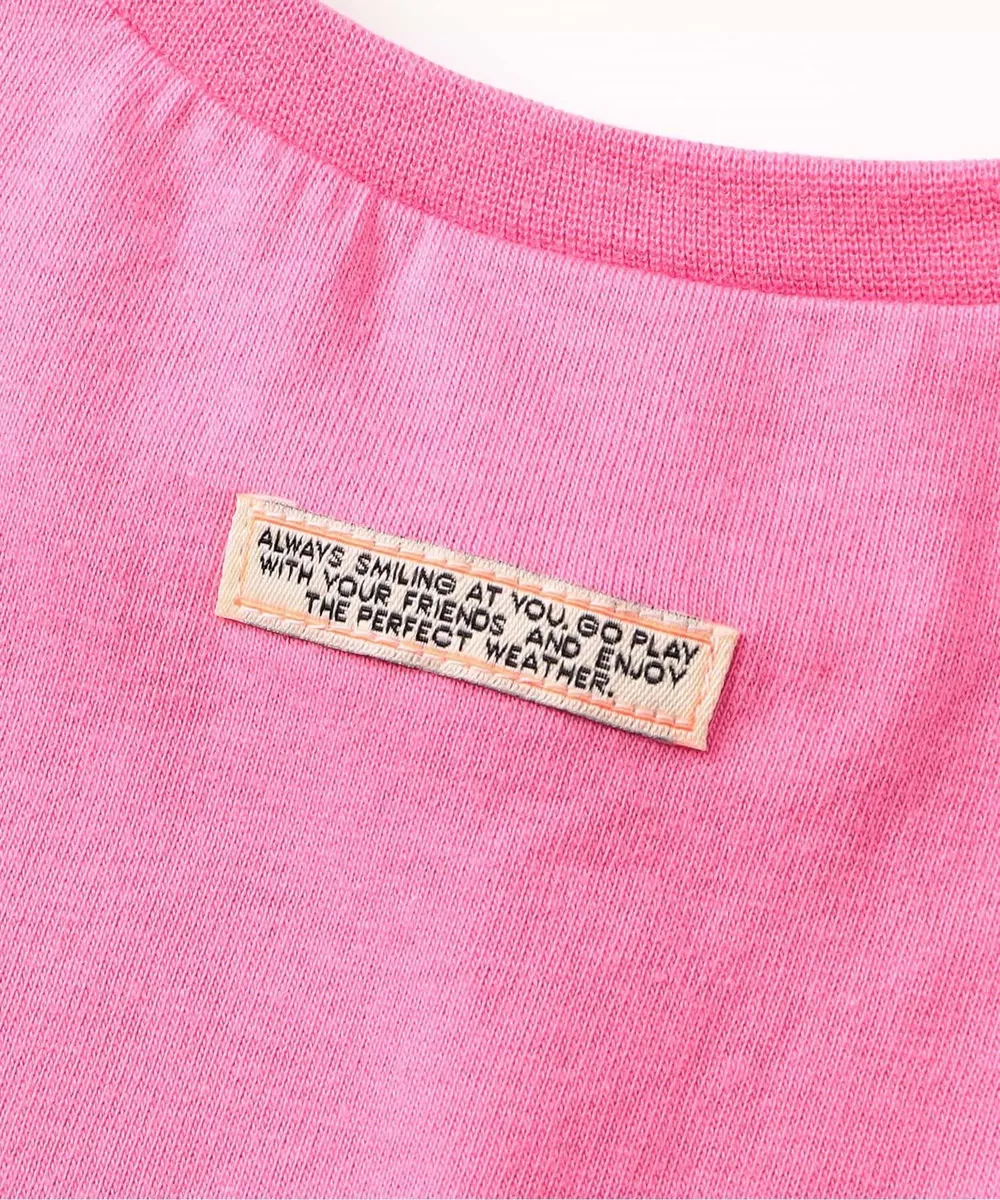 ALWAYS SMILING AT YOU, GO PLAY
WITH YOUR FRIENDS AND ENJOY
THE PERFECT WEATHER.